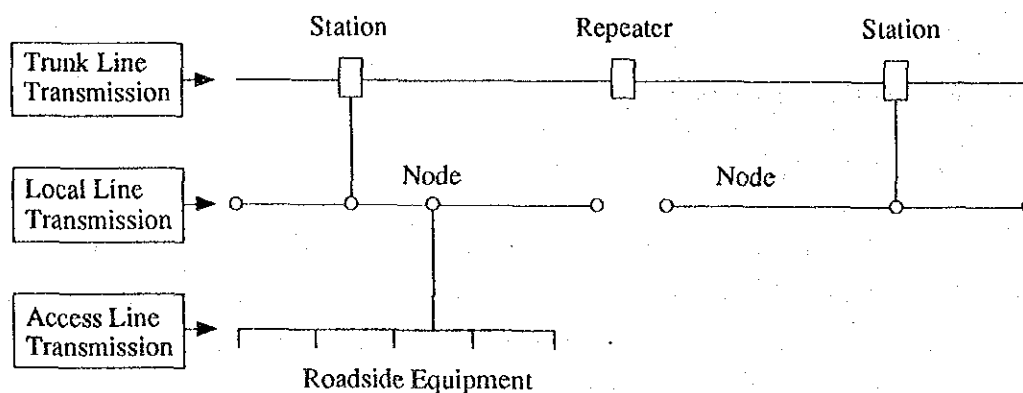 Station
Repeater
Station
Trunk Line
Transmission
Local Line
Transmission
Node
Node
Access Line
Transmission
Roadside Equipment